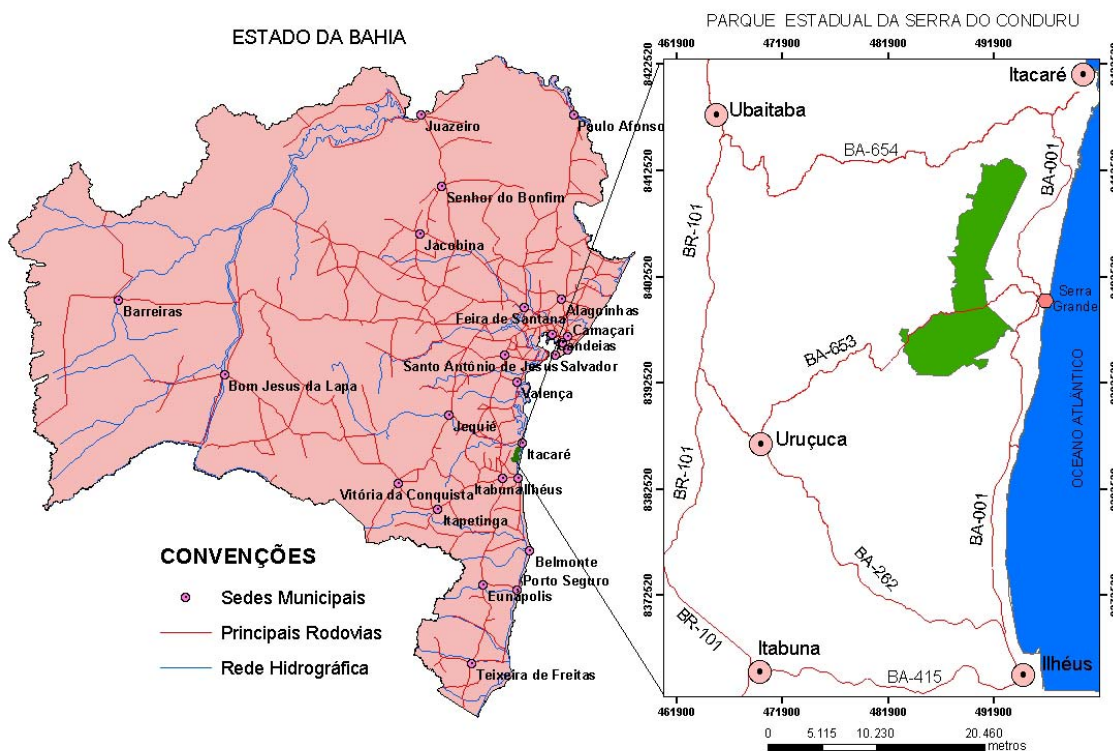 ESTADO DA BAHIA
Juazeiro
Paulo Afonso
Senhor do Bonfim
Jacobina
Barreiras
Alagoinhas
Feira de Santana
Camaçari
Candeias
Santo Antônio de Jesus
Salvador
Bom Jesus da Lapa
Valença
Jequié
Itacaré
Vitória da Conquista
Itabuna
Ilhéus
Itapetinga
Belmonte
Porto Seguro
Eunápolis
Teixeira de Freitas
CONVENÇÕES
Sedes Municipais
Principais Rodovias
Rede Hidrográfica
PARQUE ESTADUAL DA SERRA DO CONDURU
461900 471900 481900 491900
8422520
8412520
8402520
8392520
8382520
8372520
Itacaré
Ubaitaba
BA-654
BA-001
BR-101
Serra
Grande
BA-653
OCEANO ATLÂNTICO
Uruçuca
BR-101
BA-001
BA-262
BR-101
Itabuna
Ilhéus
BA-415
461900 471900 481900 491900
0 5.115 10.230 20.460
metros